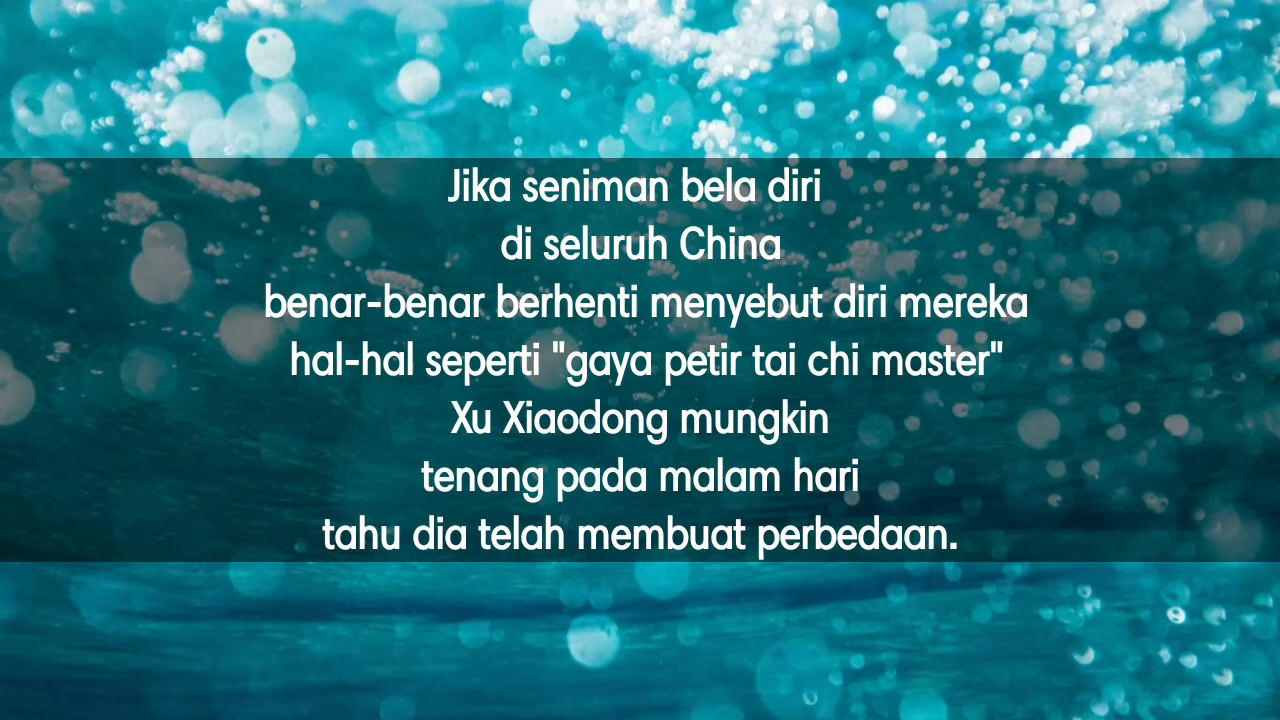 Jika seniman bela diri
di seluruh China
benar-benar berhenti menyebut diri mereka
hal-hal seperti "gaya petir tai chi master"
Xu Xiaodong mungkin
tenang pada malam hari
tahu dia telah membuat perbedaan.